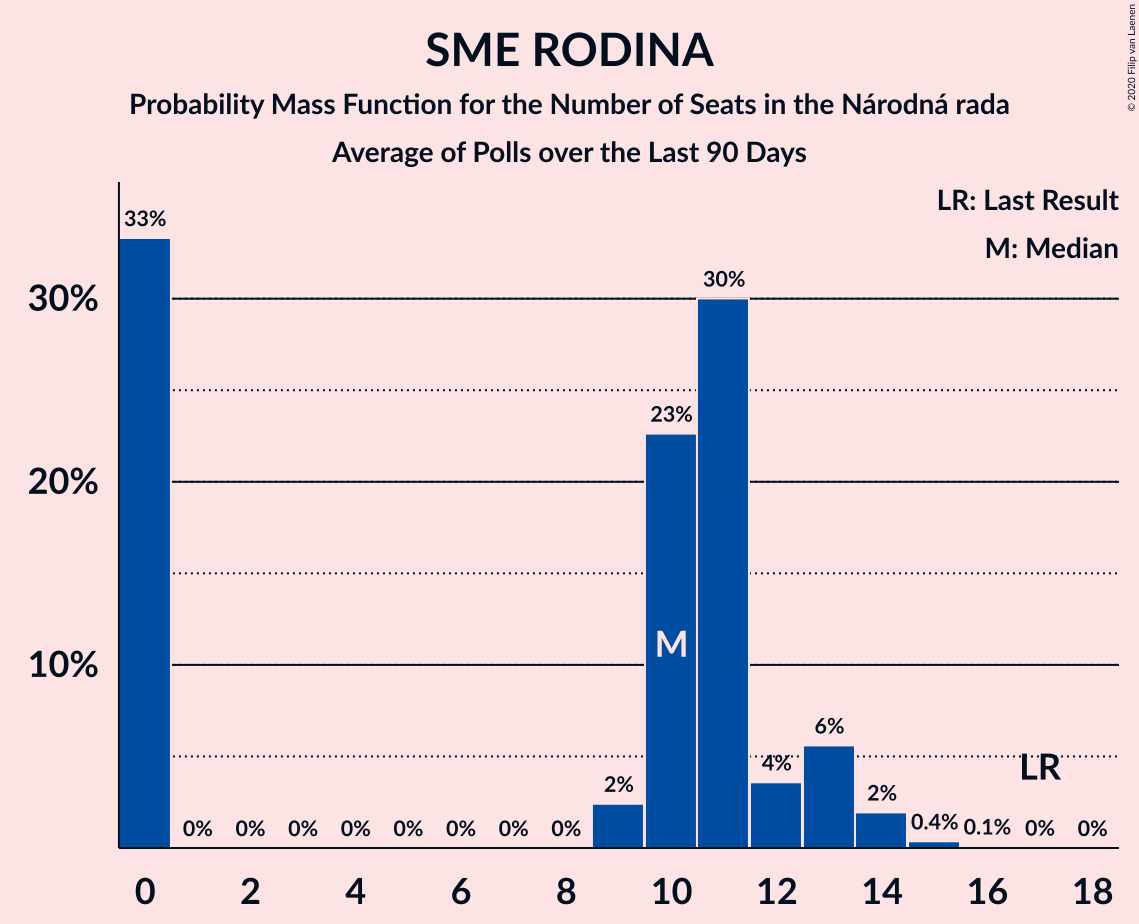 SME RODINA
Probability Mass Function for the Number of Seats in the Národná rada
Average of Polls over the Last 90 Days
© 2020 Filip van Laenen
LR: Last Result
M: Median
33%
30%
30%
23%
20%
M
10%
6%
4%
LR
2%
2%
0% 0% 0% 0% 0% 0% 0% 0% 0.4% 0.1% 0% 0%
0 2 4 6 8 10 12 14 16 18